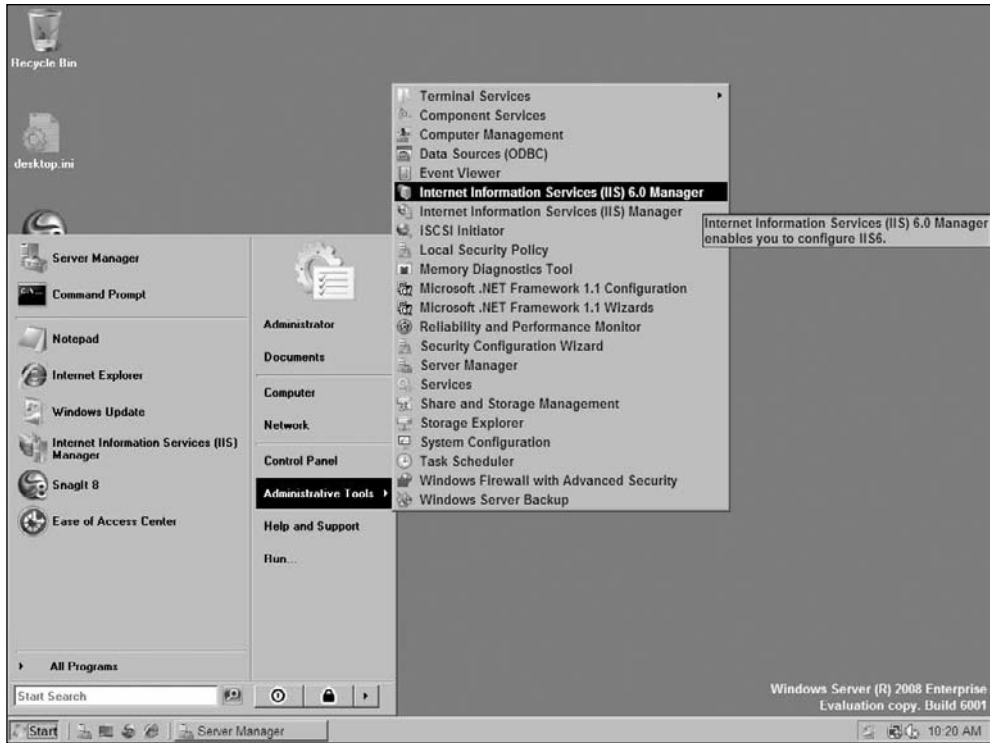 Recycle Bin
desktop.ini
Terminal Services
Component Services
Computer Management
Data Sources (ODBC)
Event Viewer
Internet Information Services (IIS) 6.0 Manager
Internet Information Services (IIS) Manager
iSCSI Initiator
Local Security Policy
Memory Diagnostics Tool
Microsoft .NET Framework 1.1 Configuration
Microsoft .NET Framework 1.1 Wizards
Reliability and Performance Monitor
Security Configuration Wizard
Server Manager
Services
Share and Storage Management
Storage Explorer
System Configuration
Task Scheduler
Windows Firewall with Advanced Security
Windows Server Backup
Internet Information Services (IIS) 6.0 Manager
enables you to configure IIS6.
Server Manager
Command Prompt
Notepad
Internet Explorer
Windows Update
Internet Information Services (IIS)
Manager
SnagIt 8
Ease of Access Center
All Programs
Start Search
Administrator
Documents
Computer
Network
Control Panel
Administrative Tools
Help and Support
Run...
Windows Server (R) 2008 Enterprise
Evaluation copy. Build 6001
Start
Server Manager
10:20 AM